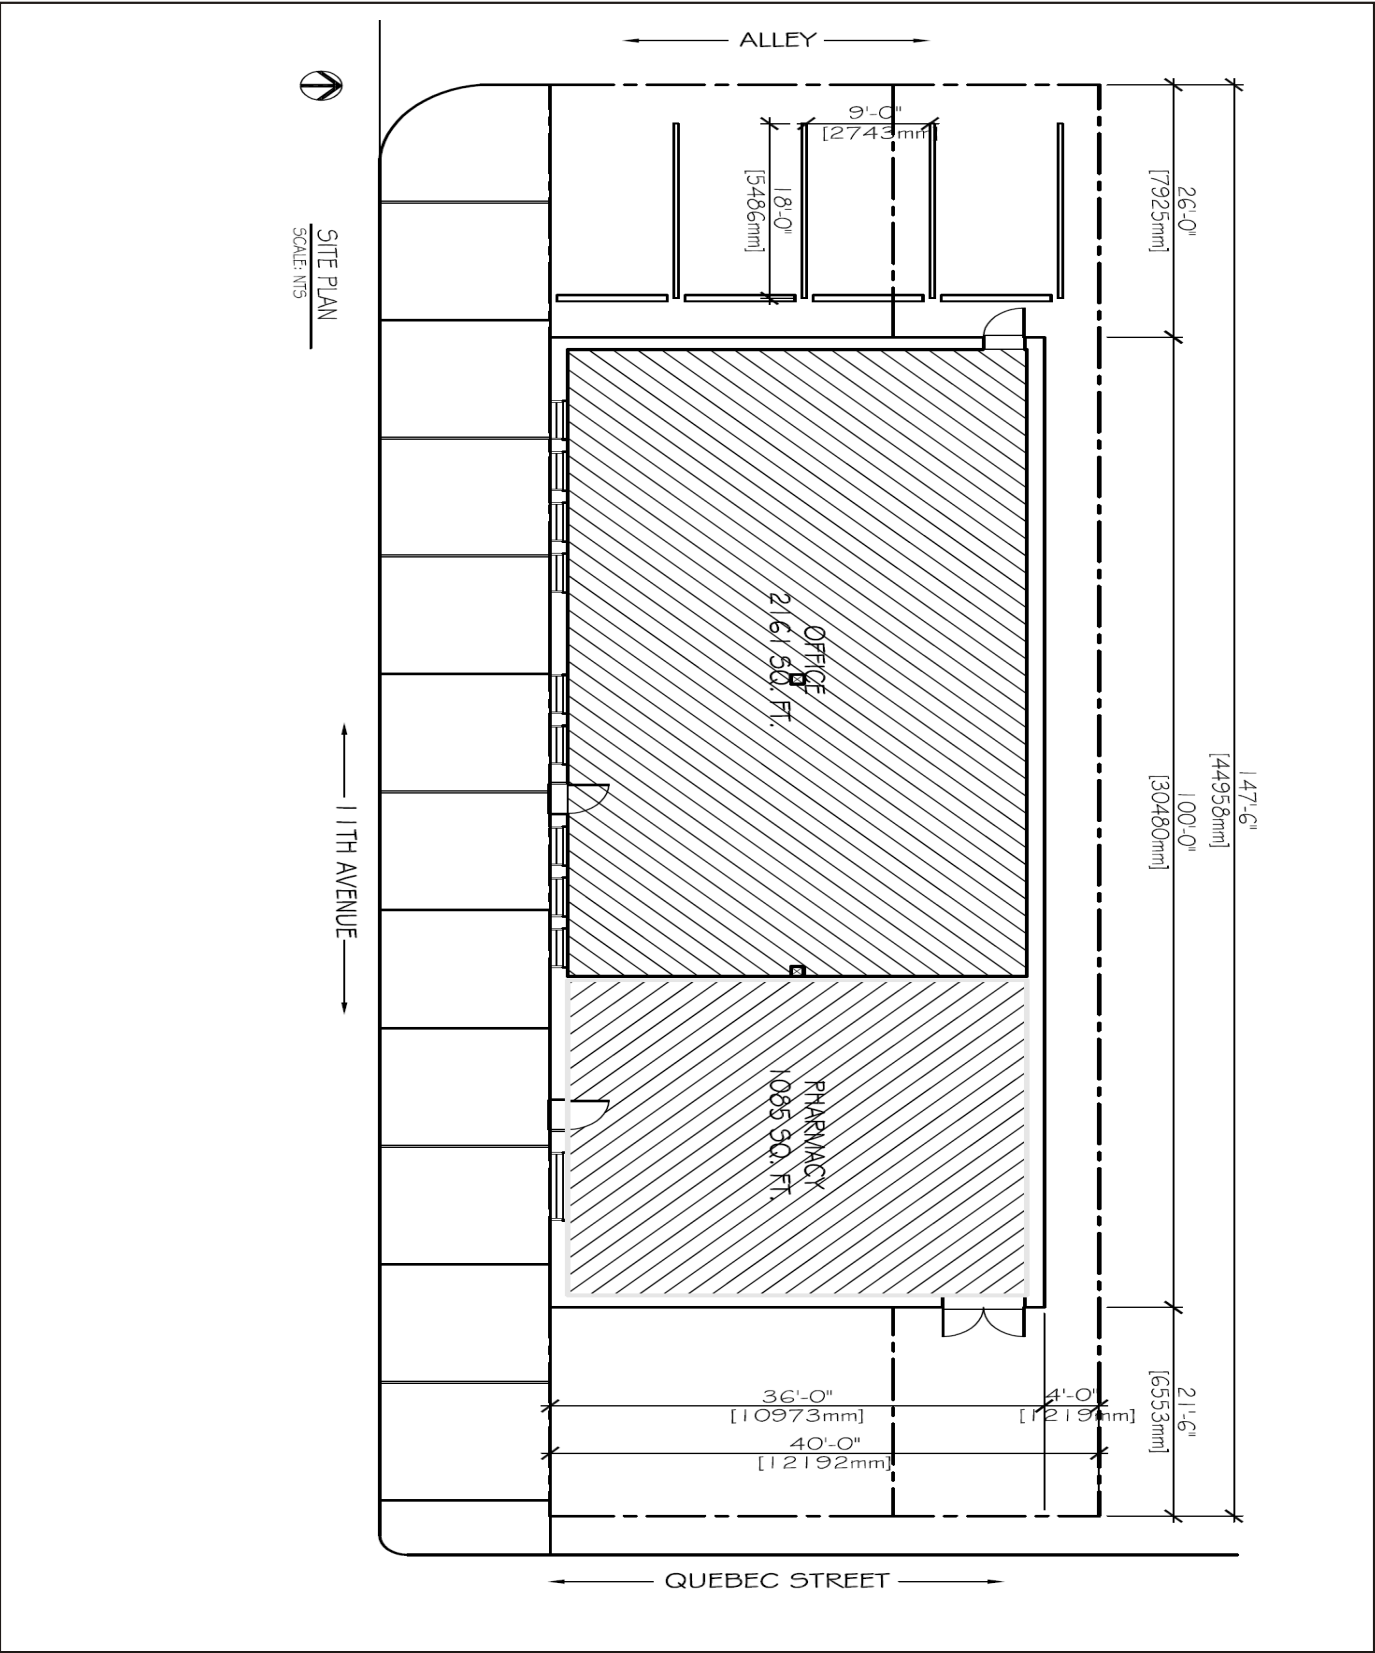 ALLEY
9'-0"
[2743mm]
18'-0"
[5486mm]
26'-0"
[7925mm]
SITE PLAN
SCALE: NTS
OFFICE
2161 SQ. FT.
147'-6"
[44958mm]
100'-0"
[30480mm]
11TH AVENUE
PHARMACY
1085 SQ. FT.
36'-0"
[10973mm]
4'-0"
[1219mm]
21'-6"
[6553mm]
40'-0"
[12192mm]
QUEBEC STREET